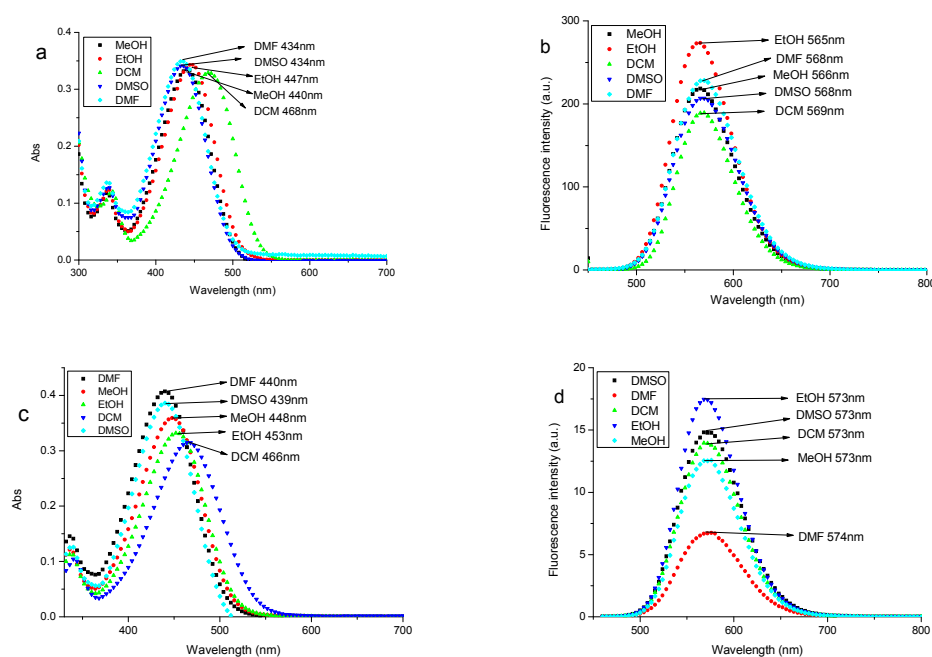 a
MeOH
EtOH
DCM
DMSO
DMF
DMF 434nm
DMSO 434nm
EtOH 447nm
MeOH 440nm
DCM 468nm
0.4
0.3
0.2
0.1
0.0
Abs
300
400
500
600
700
Wavelength (nm)
b
MeOH
EtOH
DCM
DMSO
DMF
EtOH 565nm
DMF 568nm
MeOH 566nm
DMSO 568nm
DCM 569nm
300
200
100
0
Fluorescence intensity (a.u.)
500
600
700
800
Wavelength (nm)
c
DMF
MeOH
EtOH
DCM
DMSO
DMF 440nm
DMSO 439nm
MeOH 448nm
EtOH 453nm
DCM 466nm
0.4
0.3
0.2
0.1
0.0
Abs
400
500
600
700
Wavelength (nm)
d
DMSO
DMF
DCM
EtOH
MeOH
EtOH 573nm
DMSO 573nm
DCM 573nm
MeOH 573nm
DMF 574nm
20
15
10
5
0
Fluorescence intensity (a.u.)
500
600
700
800
Wavelength (nm)